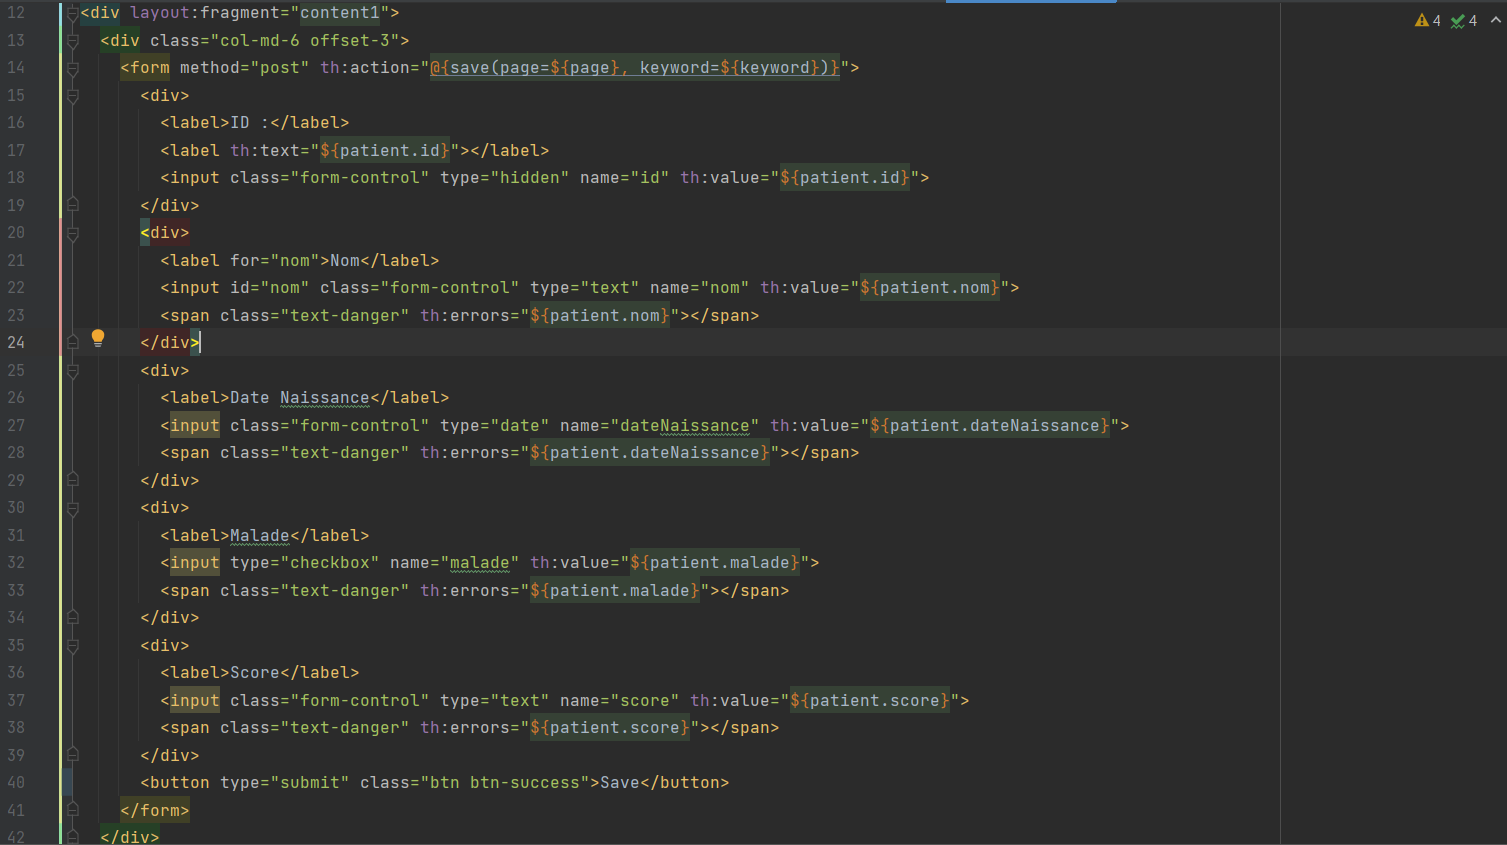 ⚠ 4 ✓ 4
12 <div layout:fragment="content1">
13 <div class="col-md-6 offset-3">
14 <form method="post" th:action="@{save(page=${page}, keyword=${keyword})}">
15 <div>
16 <label>ID :</label>
17 <label th:text="${patient.id}"></label>
18 <input class="form-control" type="hidden" name="id" th:value="${patient.id}">
19 </div>
20 <div>
21 <label for="nom">Nom</label>
22 <input id="nom" class="form-control" type="text" name="nom" th:value="${patient.nom}">
23 <span class="text-danger" th:errors="${patient.nom}"></span>
24 </div>
25 <div>
26 <label>Date Naissance</label>
27 <input class="form-control" type="date" name="dateNaissance" th:value="${patient.dateNaissance}">
28 <span class="text-danger" th:errors="${patient.dateNaissance}"></span>
29 </div>
30 <div>
31 <label>Malade</label>
32 <input type="checkbox" name="malade" th:value="${patient.malade}">
33 <span class="text-danger" th:errors="${patient.malade}"></span>
34 </div>
35 <div>
36 <label>Score</label>
37 <input class="form-control" type="text" name="score" th:value="${patient.score}">
38 <span class="text-danger" th:errors="${patient.score}"></span>
39 </div>
40 <button type="submit" class="btn btn-success">Save</button>
41 </form>
42 </div>